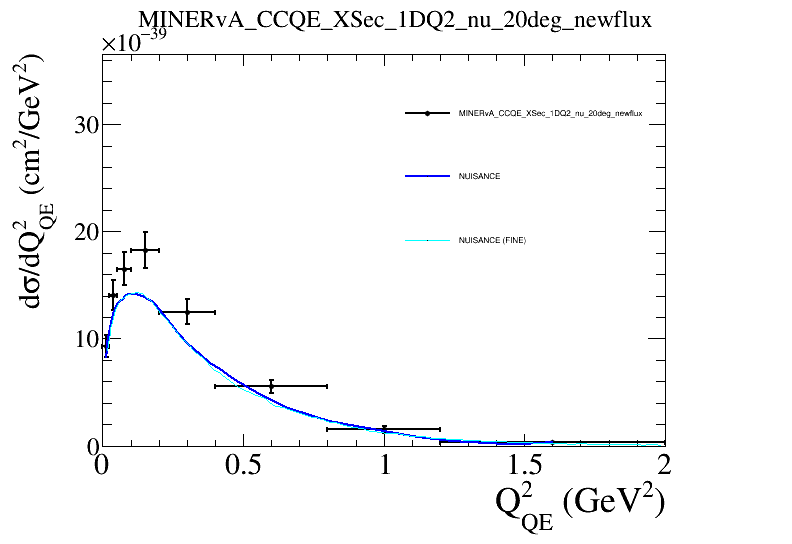 MINERvA_CCQE_XSec_1DQ2_nu_20deg_newflux
×10⁻³⁹
dσ/dQ²_QE (cm²/GeV²)
30
20
10
0
MINERvA_CCQE_XSec_1DQ2_nu_20deg_newflux
NUISANCE
NUISANCE (FINE)
0 0.5 1 1.5 2
Q²_QE (GeV²)